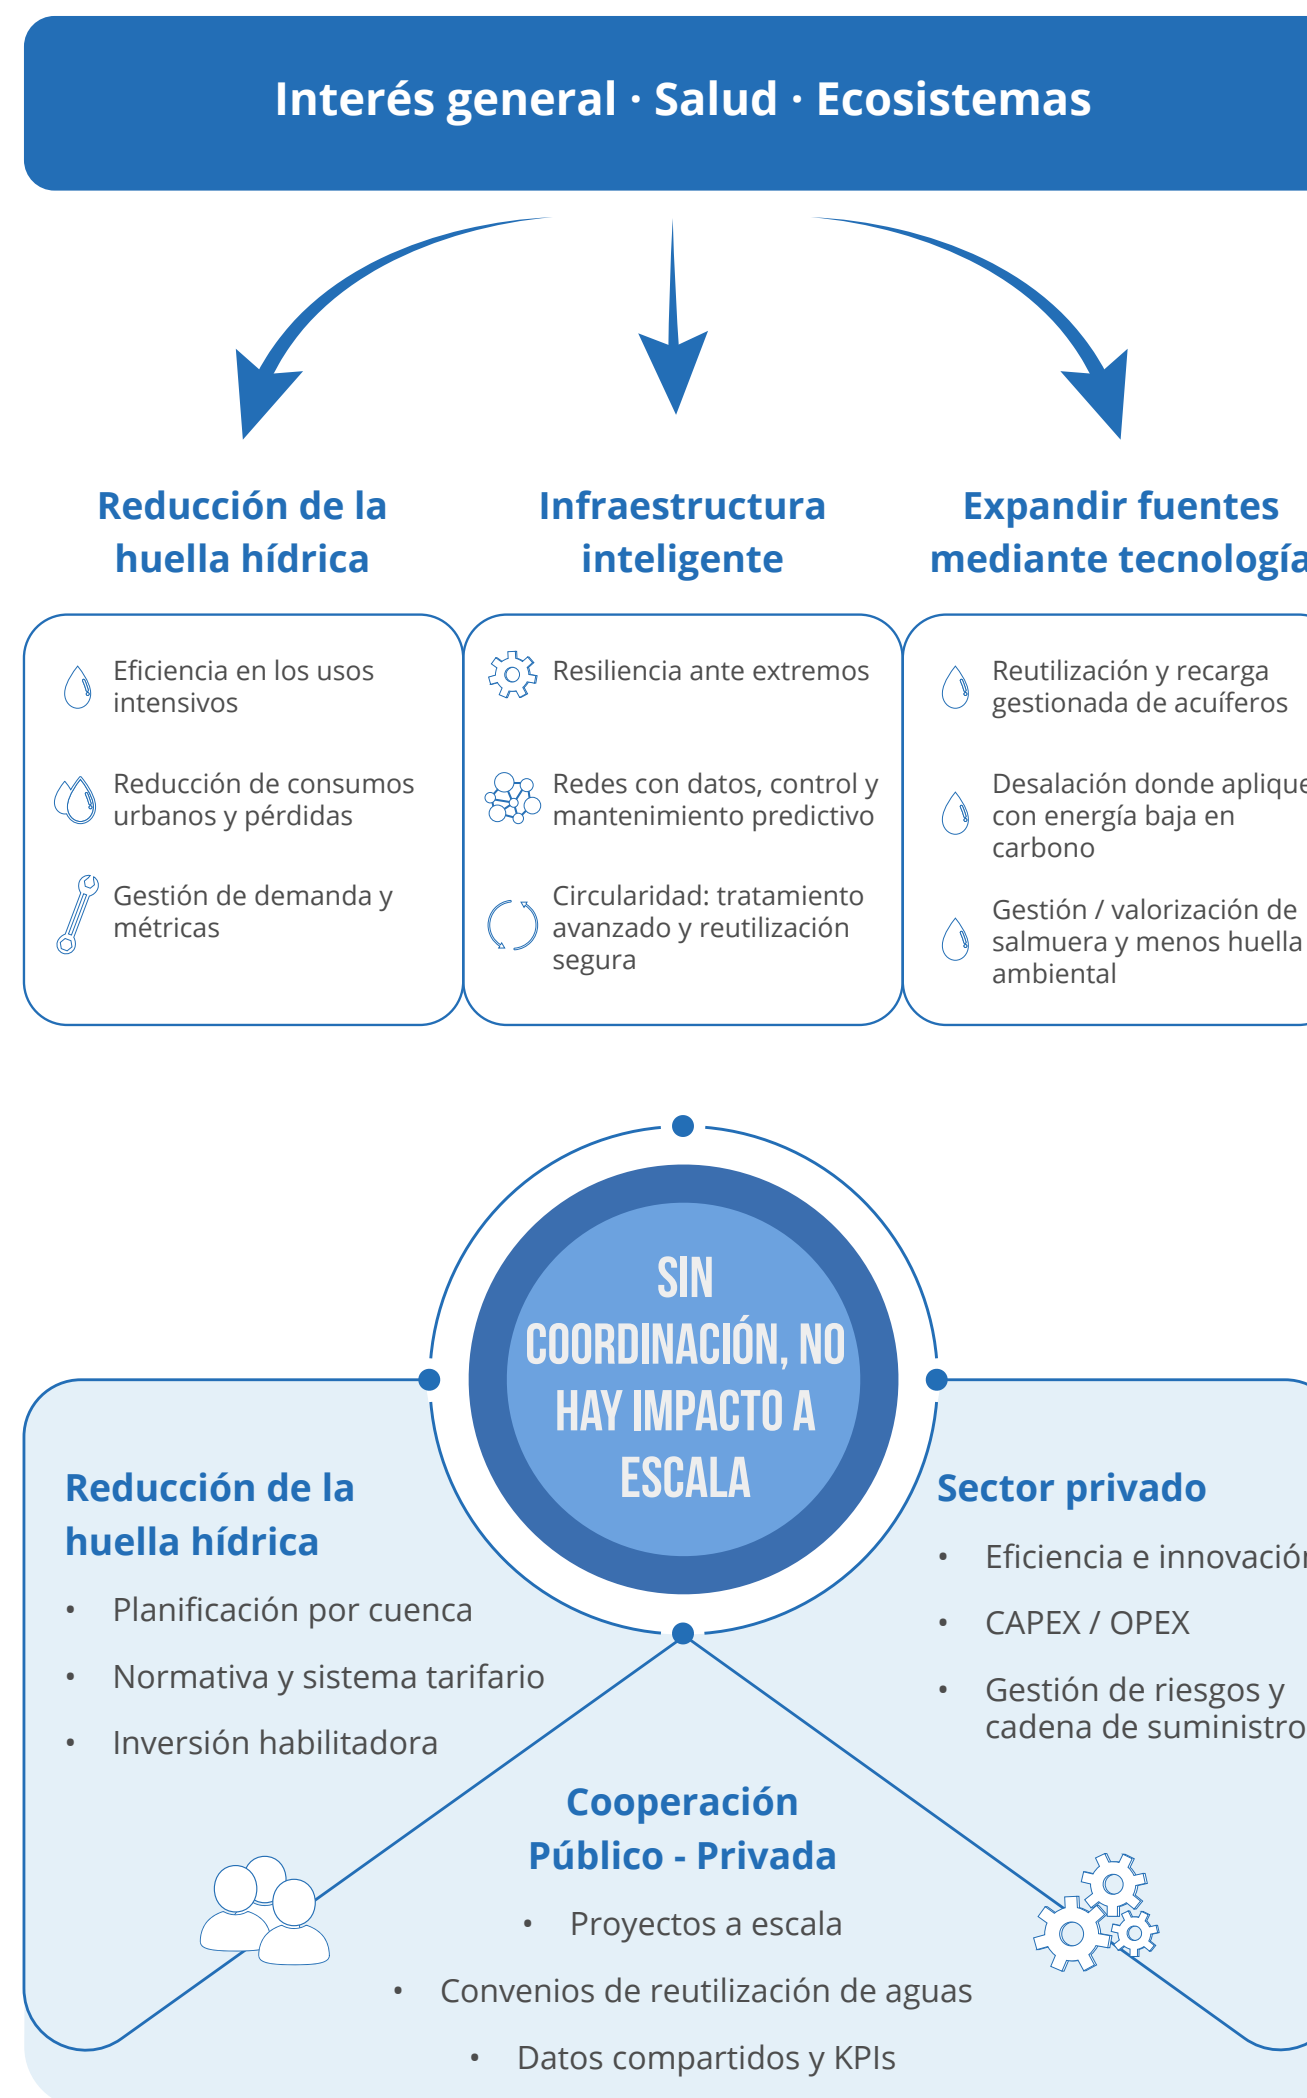 Interés general · Salud · Ecosistemas
Reducción de la
huella hídrica
Eficiencia en los usos
intensivos
Reducción de consumos
urbanos y pérdidas
Gestión de demanda y
métricas
Infraestructura
inteligente
Resiliencia ante extremos
Redes con datos, control y
mantenimiento predictivo
Circularidad: tratamiento
avanzado y reutilización
segura
Expandir fuentes
mediante tecnología
Reutilización y recarga
gestionada de acuíferos
Desalación donde aplique
con energía baja en
carbono
Gestión / valorización de
salmuera y menos huella
ambiental
SIN
COORDINACIÓN, NO
HAY IMPACTO A
ESCALA
Reducción de la
huella hídrica
• Planificación por cuenca
• Normativa y sistema tarifario
• Inversión habilitadora
Sector privado
• Eficiencia e innovación
• CAPEX / OPEX
• Gestión de riesgos y
cadena de suministro
Cooperación
Público - Privada
• Proyectos a escala
• Convenios de reutilización de aguas
• Datos compartidos y KPIs